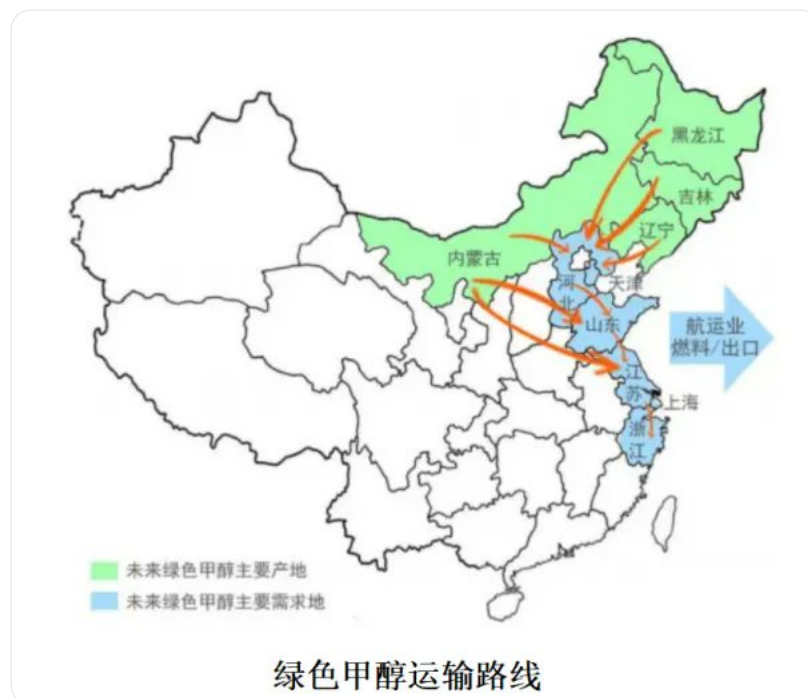 黑龙江
吉林
辽宁
内蒙古
天津
河
北
山东
航运业
燃料/出口
江
苏
上海
浙
江
未来绿色甲醇主要产地
未来绿色甲醇主要需求地
绿色甲醇运输路线